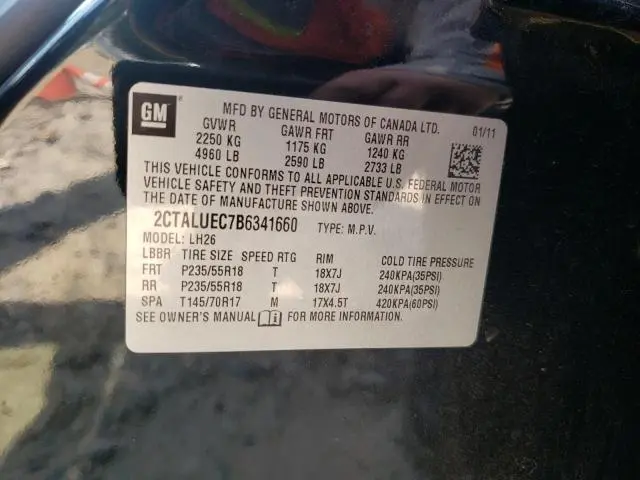 GM
MFD BY GENERAL MOTORS OF CANADA LTD. 01/11
GVWR GAWR FRT GAWR RR
2250 KG 1175 KG 1240 KG
4960 LB 2590 LB 2733 LB
THIS VEHICLE CONFORMS TO ALL APPLICABLE U.S. FEDERAL MOTOR
VEHICLE SAFETY AND THEFT PREVENTION STANDARDS IN EFFECT ON
THE DATE OF MANUFACTURE SHOWN ABOVE.
2CTALUEC7B6341660 TYPE: M.P.V.
MODEL: LH26
LBBR TIRE SIZE SPEED RTG RIM COLD TIRE PRESSURE
FRT P235/55R18 T 18X7J 240KPA(35PSI)
RR P235/55R18 T 18X7J 240KPA(35PSI)
SPA T145/70R17 M 17X4.5T 420KPA(60PSI)
SEE OWNER'S MANUAL FOR MORE INFORMATION.